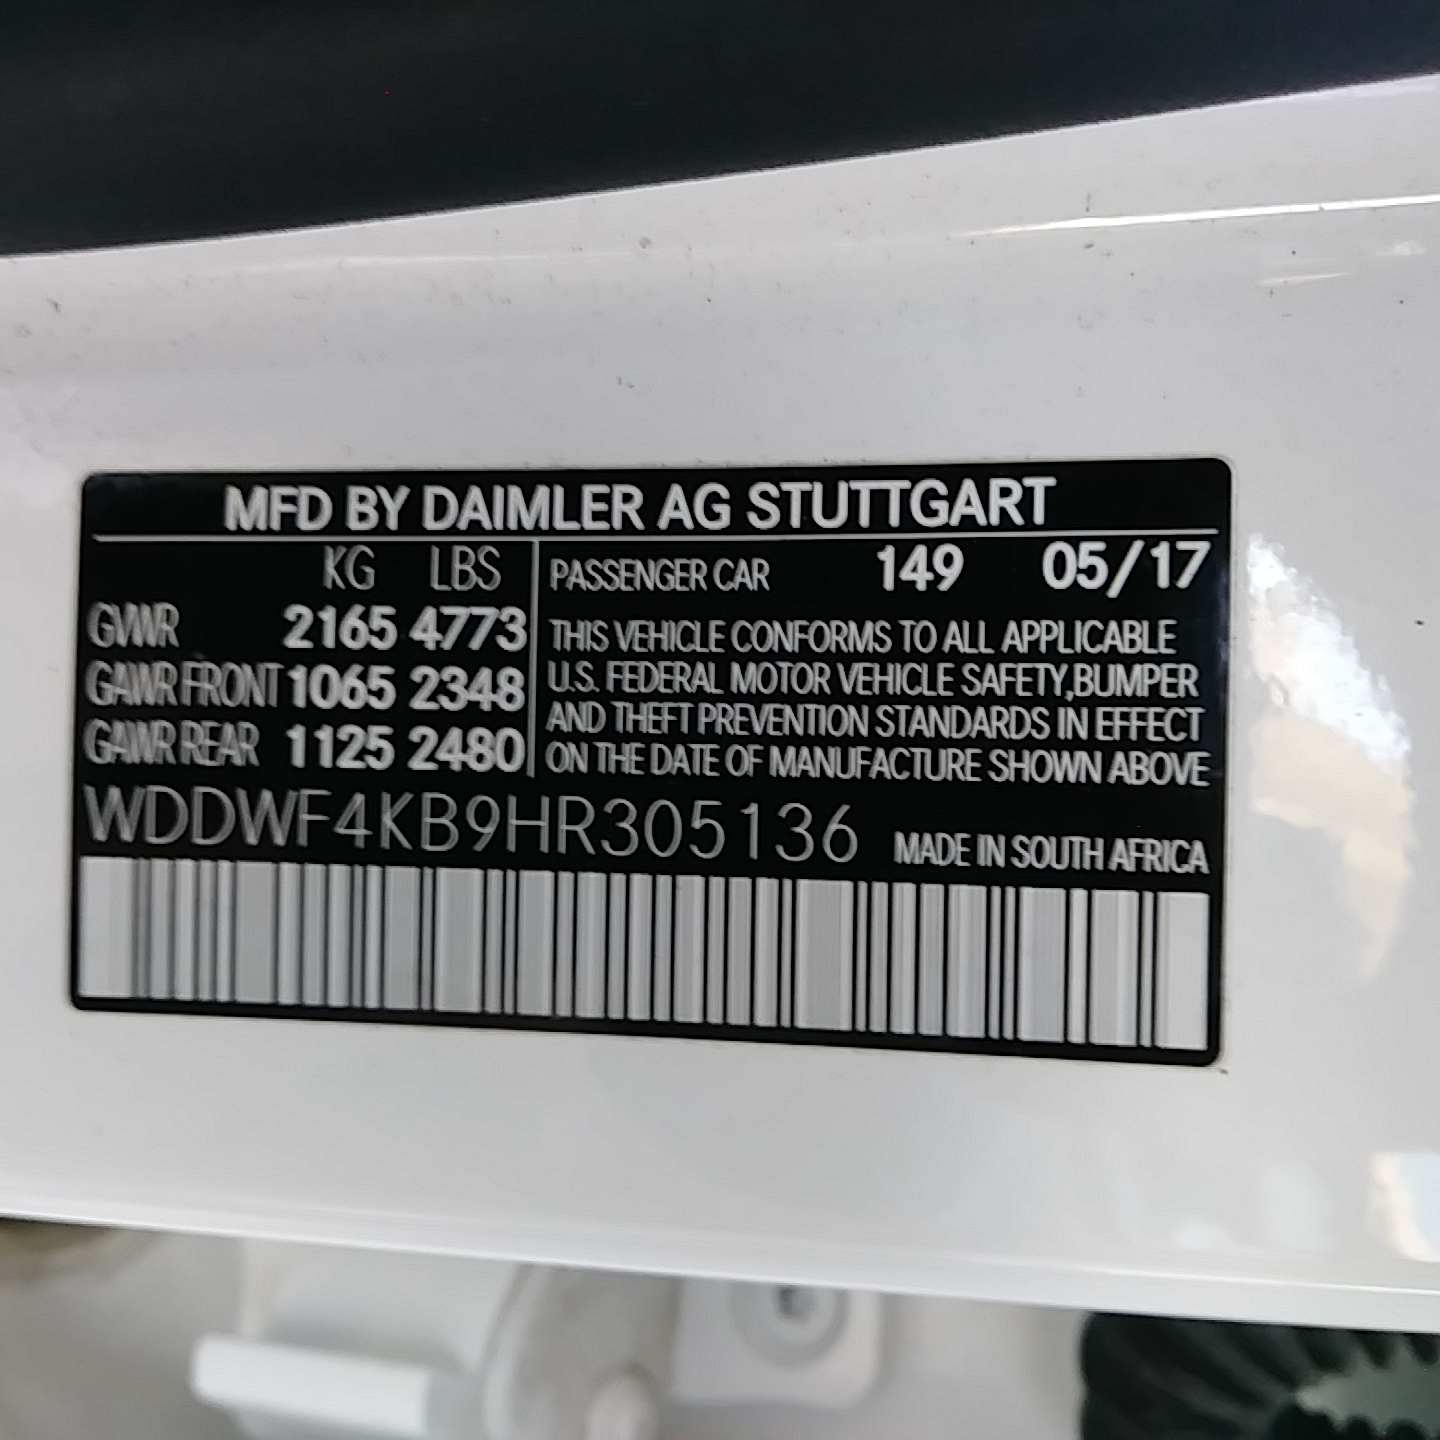 MFD BY DAIMLER AG STUTTGART
KG LBS
GVWR 2165 4773
GAWR FRONT 1065 2348
GAWR REAR 1125 2480
PASSENGER CAR 149 05/17
THIS VEHICLE CONFORMS TO ALL APPLICABLE
U.S. FEDERAL MOTOR VEHICLE SAFETY,BUMPER
AND THEFT PREVENTION STANDARDS IN EFFECT
ON THE DATE OF MANUFACTURE SHOWN ABOVE
WDDWF4KB9HR305136 MADE IN SOUTH AFRICA